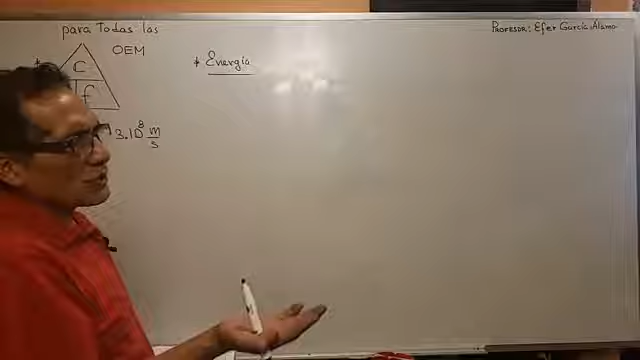 para Todas las
OEM
C
f
3.10⁸ m/s
* Energía
PROFESOR: Efer García Álamo